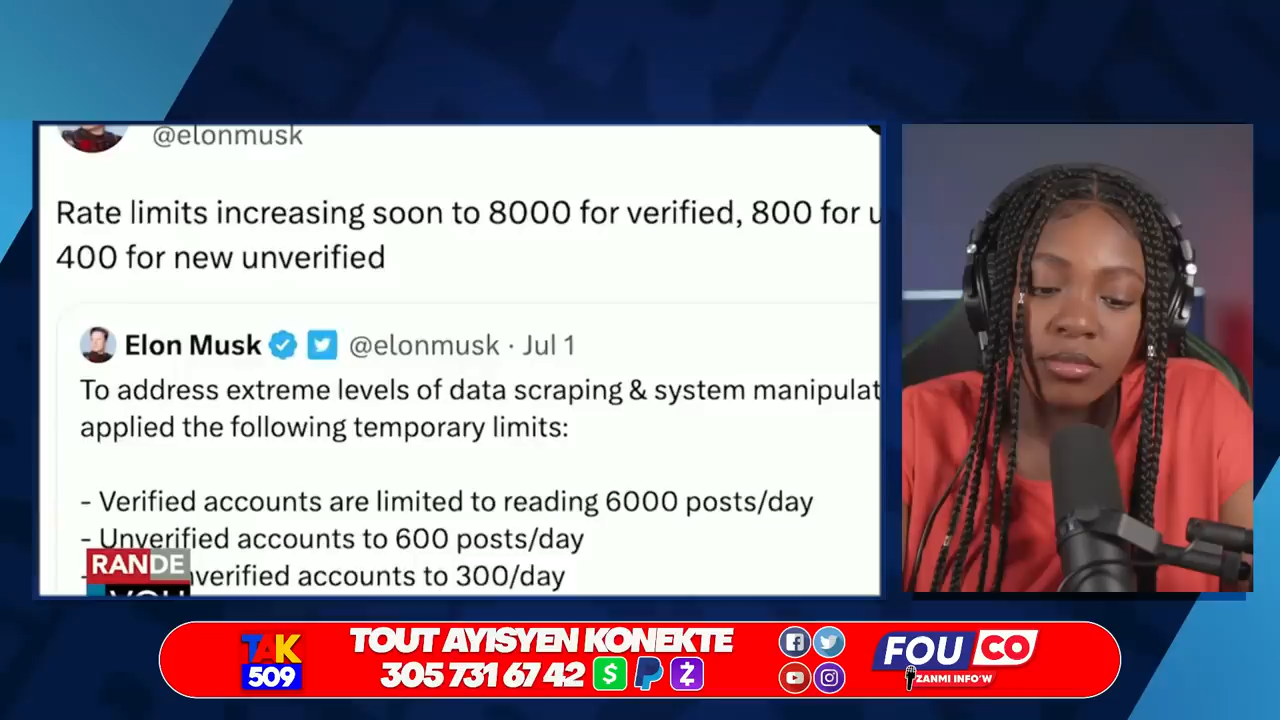 @elonmusk
Rate limits increasing soon to 8000 for verified, 800 for u
400 for new unverified
Elon Musk @elonmusk · Jul 1
To address extreme levels of data scraping & system manipulat
applied the following temporary limits:
- Verified accounts are limited to reading 6000 posts/day
- Unverified accounts to 600 posts/day
verified accounts to 300/day
RANDE
VOU
TAK
509
TOUT AYISYEN KONEKTE
305 731 67 42
FOUCO
ZANMI INFO'W